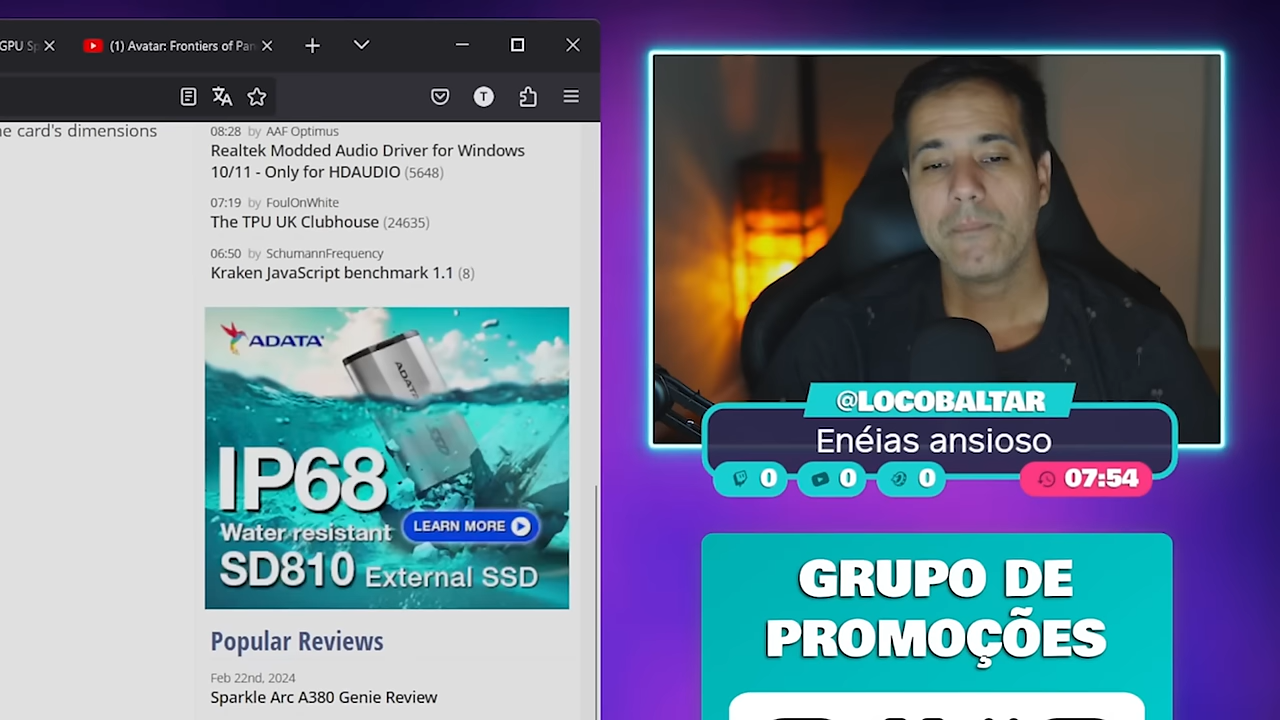 GPU Sp
(1) Avatar: Frontiers of Pan
T
e card's dimensions
08:28 by AAF Optimus
Realtek Modded Audio Driver for Windows
10/11 - Only for HDAUDIO (5648)
07:19 by FoulOnWhite
The TPU UK Clubhouse (24635)
06:50 by SchumannFrequency
Kraken JavaScript benchmark 1.1 (8)
ADATA
ADATA
IP68
Water resistant
LEARN MORE
SD810 External SSD
Popular Reviews
Feb 22nd, 2024
Sparkle Arc A380 Genie Review
@LOCOBALTAR
Enéias ansioso
0 0 0 07:54
GRUPO DE
PROMOÇÕES